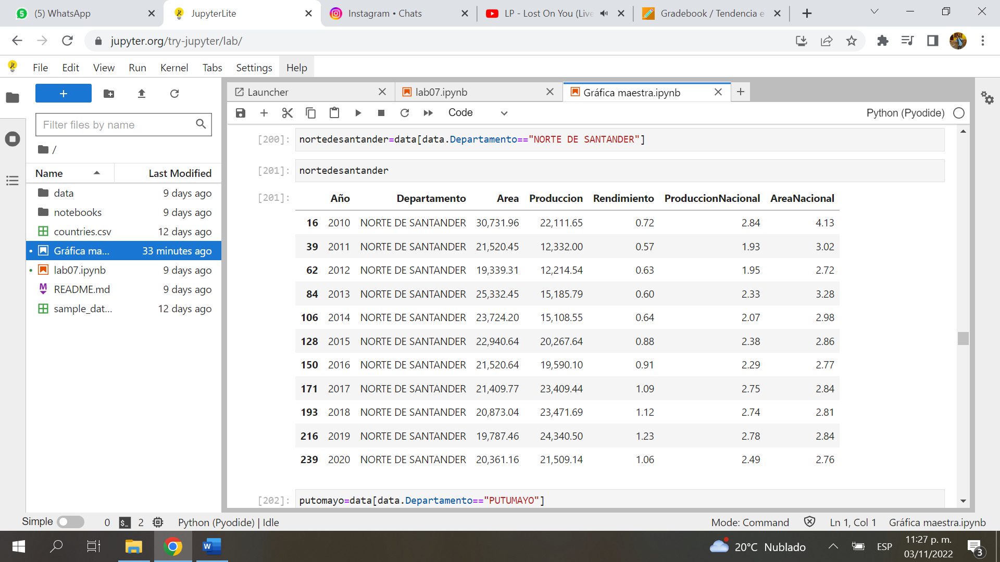 (5) WhatsApp
JupyterLite
Instagram • Chats
LP - Lost On You (Live
Gradebook / Tendencia e
jupyter.org/try-jupyter/lab/
File Edit View Run Kernel Tabs Settings Help
Launcher
lab07.ipynb
Gráfica maestra.ipynb
Code
Python (Pyodide)
Filter files by name
/
Name Last Modified
data 9 days ago
notebooks 9 days ago
countries.csv 12 days ago
Gráfica ma... 33 minutes ago
lab07.ipynb 9 days ago
README.md 9 days ago
sample_dat... 12 days ago
[200]: nortedesantander=data[data.Departamento=="NORTE DE SANTANDER"]
[201]: nortedesantander
[201]: Año Departamento Area Produccion Rendimiento ProduccionNacional AreaNacional
16 2010 NORTE DE SANTANDER 30,731.96 22,111.65 0.72 2.84 4.13
39 2011 NORTE DE SANTANDER 21,520.45 12,332.00 0.57 1.93 3.02
62 2012 NORTE DE SANTANDER 19,339.31 12,214.54 0.63 1.95 2.72
84 2013 NORTE DE SANTANDER 25,332.45 15,185.79 0.60 2.33 3.28
106 2014 NORTE DE SANTANDER 23,724.20 15,108.55 0.64 2.07 2.98
128 2015 NORTE DE SANTANDER 22,940.64 20,267.64 0.88 2.38 2.86
150 2016 NORTE DE SANTANDER 21,520.64 19,590.10 0.91 2.29 2.77
171 2017 NORTE DE SANTANDER 21,409.77 23,409.44 1.09 2.75 2.84
193 2018 NORTE DE SANTANDER 20,873.04 23,471.69 1.12 2.74 2.81
216 2019 NORTE DE SANTANDER 19,787.46 24,340.50 1.23 2.78 2.84
239 2020 NORTE DE SANTANDER 20,361.16 21,509.14 1.06 2.49 2.76
[202]: putomayo=data[data.Departamento=="PUTUMAYO"]
Simple 0 2 Python (Pyodide) | Idle Mode: Command Ln 1, Col 1 Gráfica maestra.ipynb
20°C Nublado ESP
11:27 p. m.
03/11/2022
3